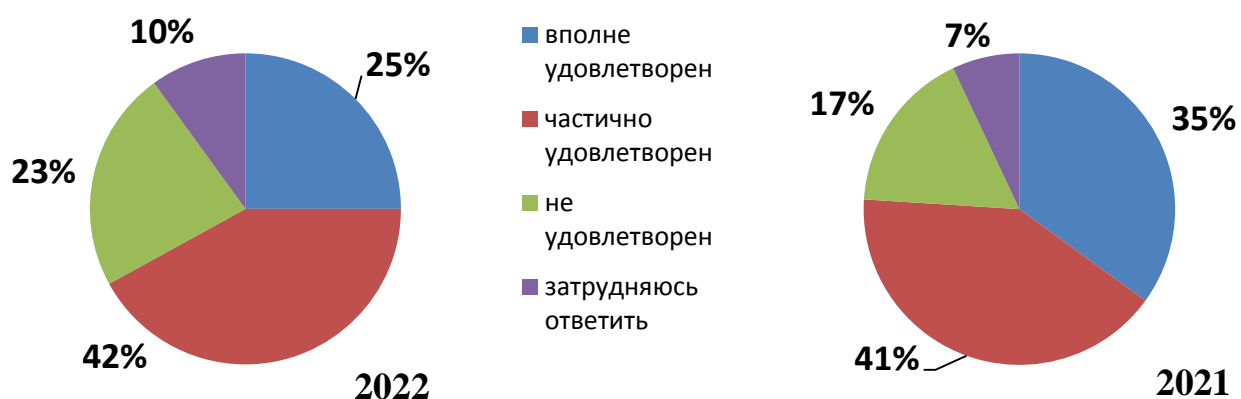 10%
25%
23%
42%
2022
вполне
удовлетворен
частично
удовлетворен
не
удовлетворен
затрудняюсь
ответить
7%
17%
35%
41%
2021